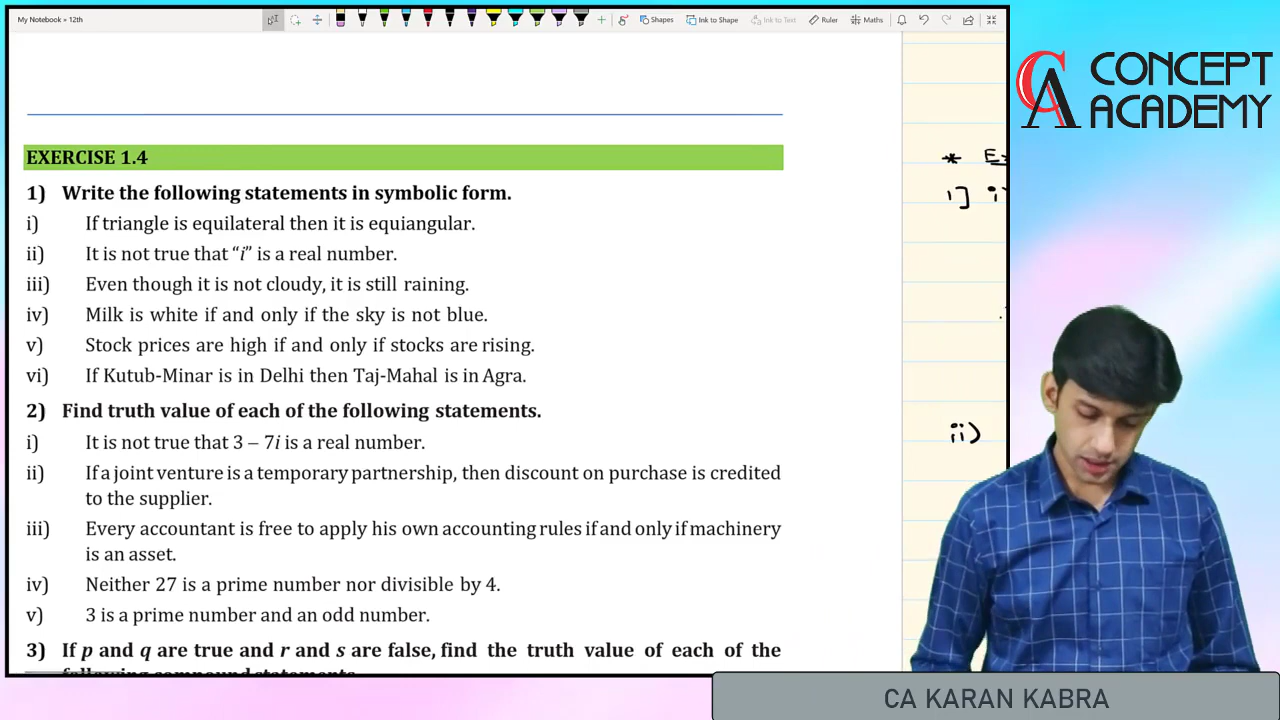 My Notebook » 12th
Shapes
Ink to Shape
Ink to Text
Ruler
Maths
CONCEPT
ACADEMY
CA
EXERCISE 1.4
1) Write the following statements in symbolic form.
i) If triangle is equilateral then it is equiangular.
ii) It is not true that “i” is a real number.
iii) Even though it is not cloudy, it is still raining.
iv) Milk is white if and only if the sky is not blue.
v) Stock prices are high if and only if stocks are rising.
vi) If Kutub-Minar is in Delhi then Taj-Mahal is in Agra.
2) Find truth value of each of the following statements.
i) It is not true that 3 – 7i is a real number.
ii) If a joint venture is a temporary partnership, then discount on purchase is credited
to the supplier.
iii) Every accountant is free to apply his own accounting rules if and only if machinery
is an asset.
iv) Neither 27 is a prime number nor divisible by 4.
v) 3 is a prime number and an odd number.
3) If p and q are true and r and s are false, find the truth value of each of the
following compound statements.
* Ex
1] i)
ii)
CA KARAN KABRA